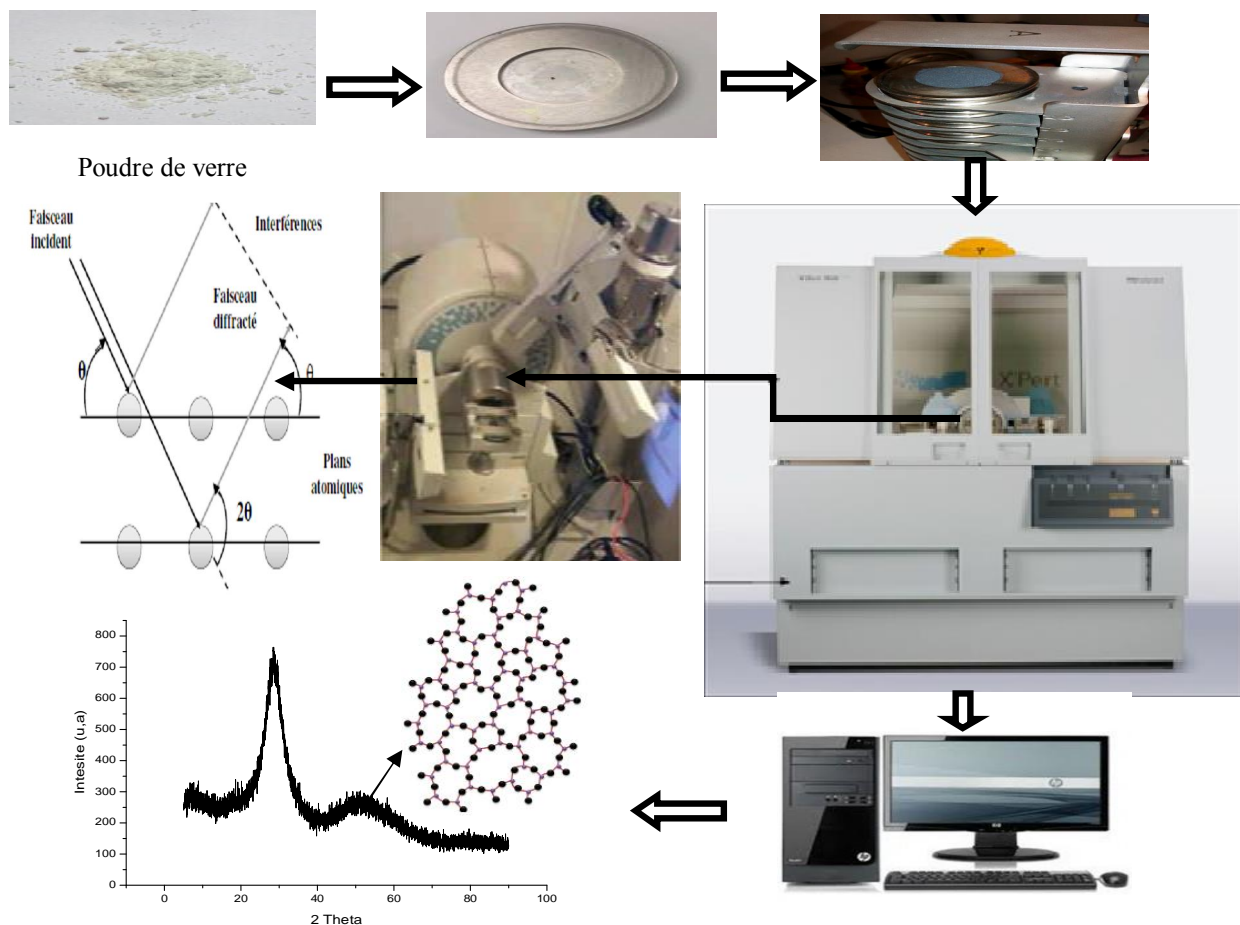 A
Poudre de verre
Faisceau
incident
Interférences
Faisceau
diffracté
θ
θ
Plans
atomiques
2θ
X'Pert
hp
Intesite (u,a)
800
700
600
500
400
300
200
100
0
0
20
40
60
80
100
2 Theta